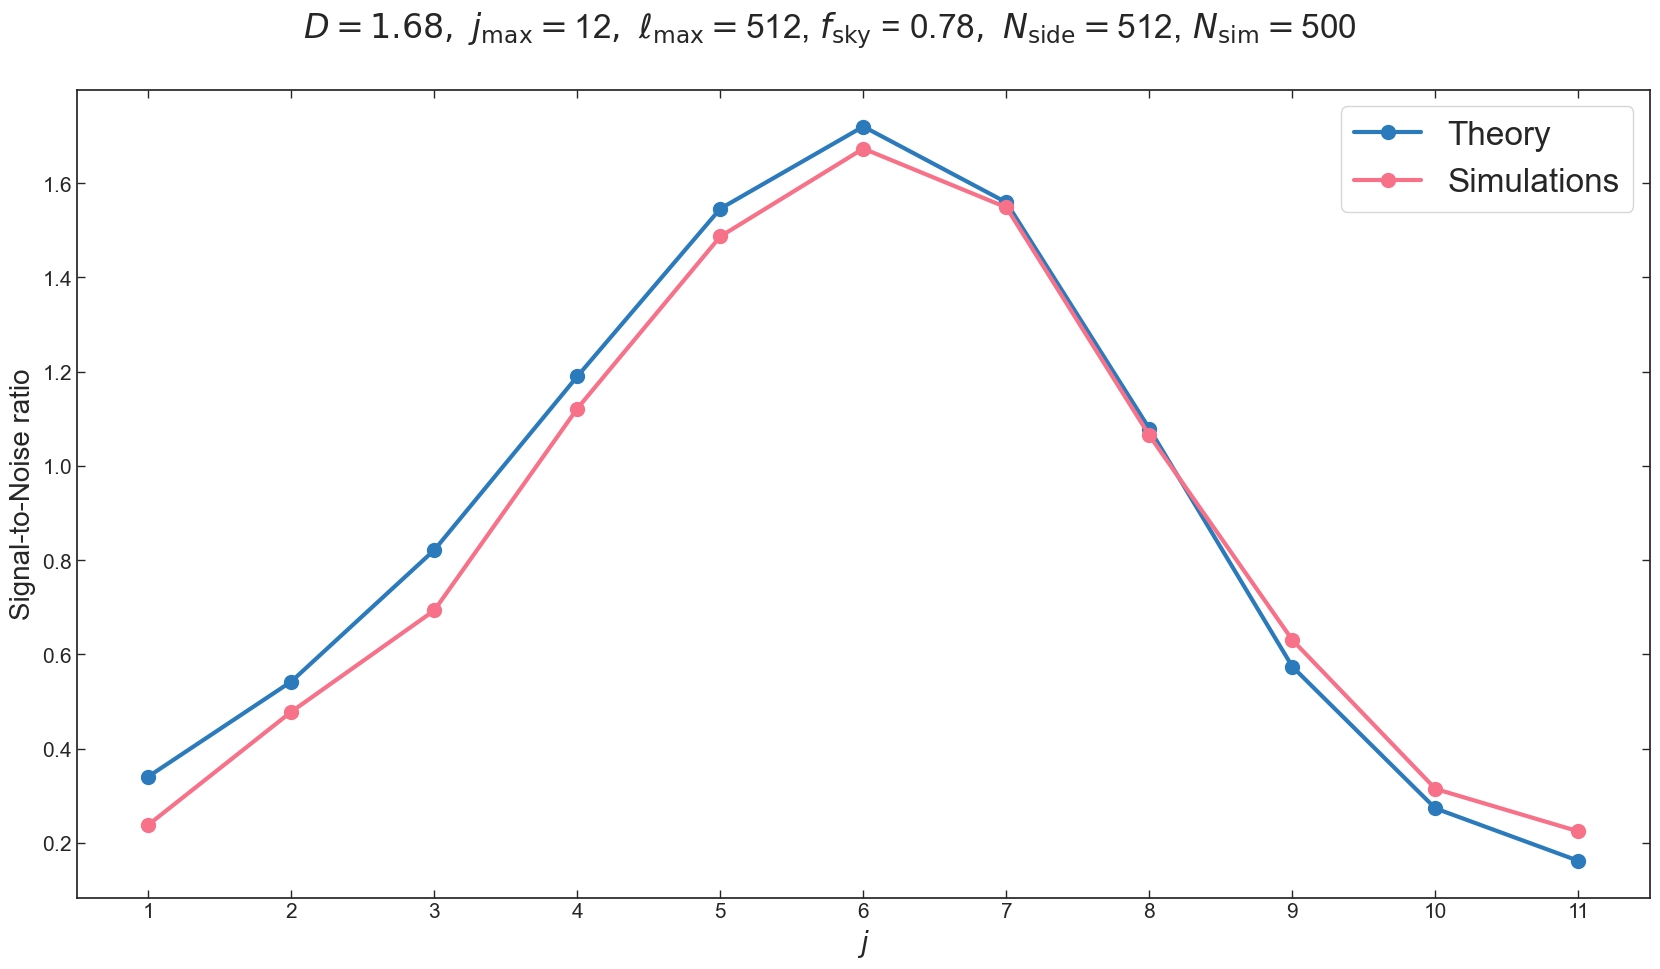 D = 1.68, j_max = 12, ℓ_max = 512, f_sky = 0.78, N_side = 512, N_sim = 500
Theory
Simulations
Signal-to-Noise ratio
1.6
1.4
1.2
1.0
0.8
0.6
0.4
0.2
1 2 3 4 5 6 7 8 9 10 11
j